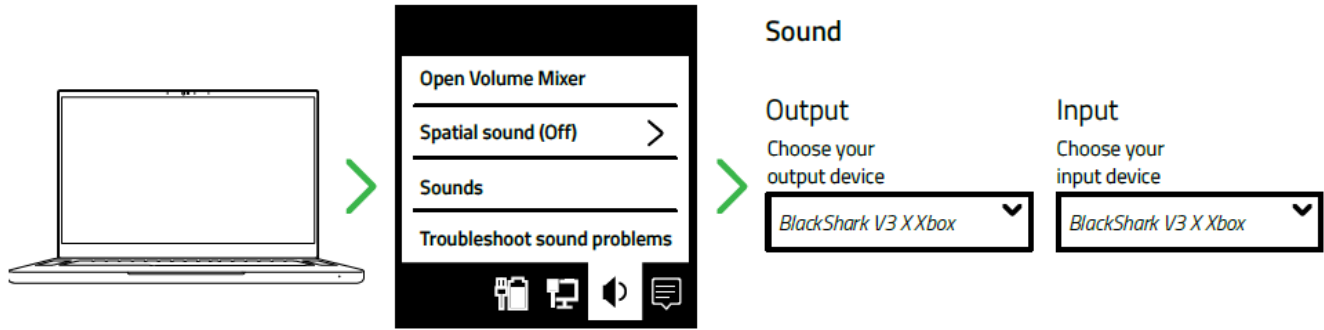 Open Volume Mixer
Spatial sound (Off)
Sounds
Troubleshoot sound problems
Sound
Output
Choose your
output device
BlackShark V3 X Xbox
Input
Choose your
input device
BlackShark V3 X Xbox